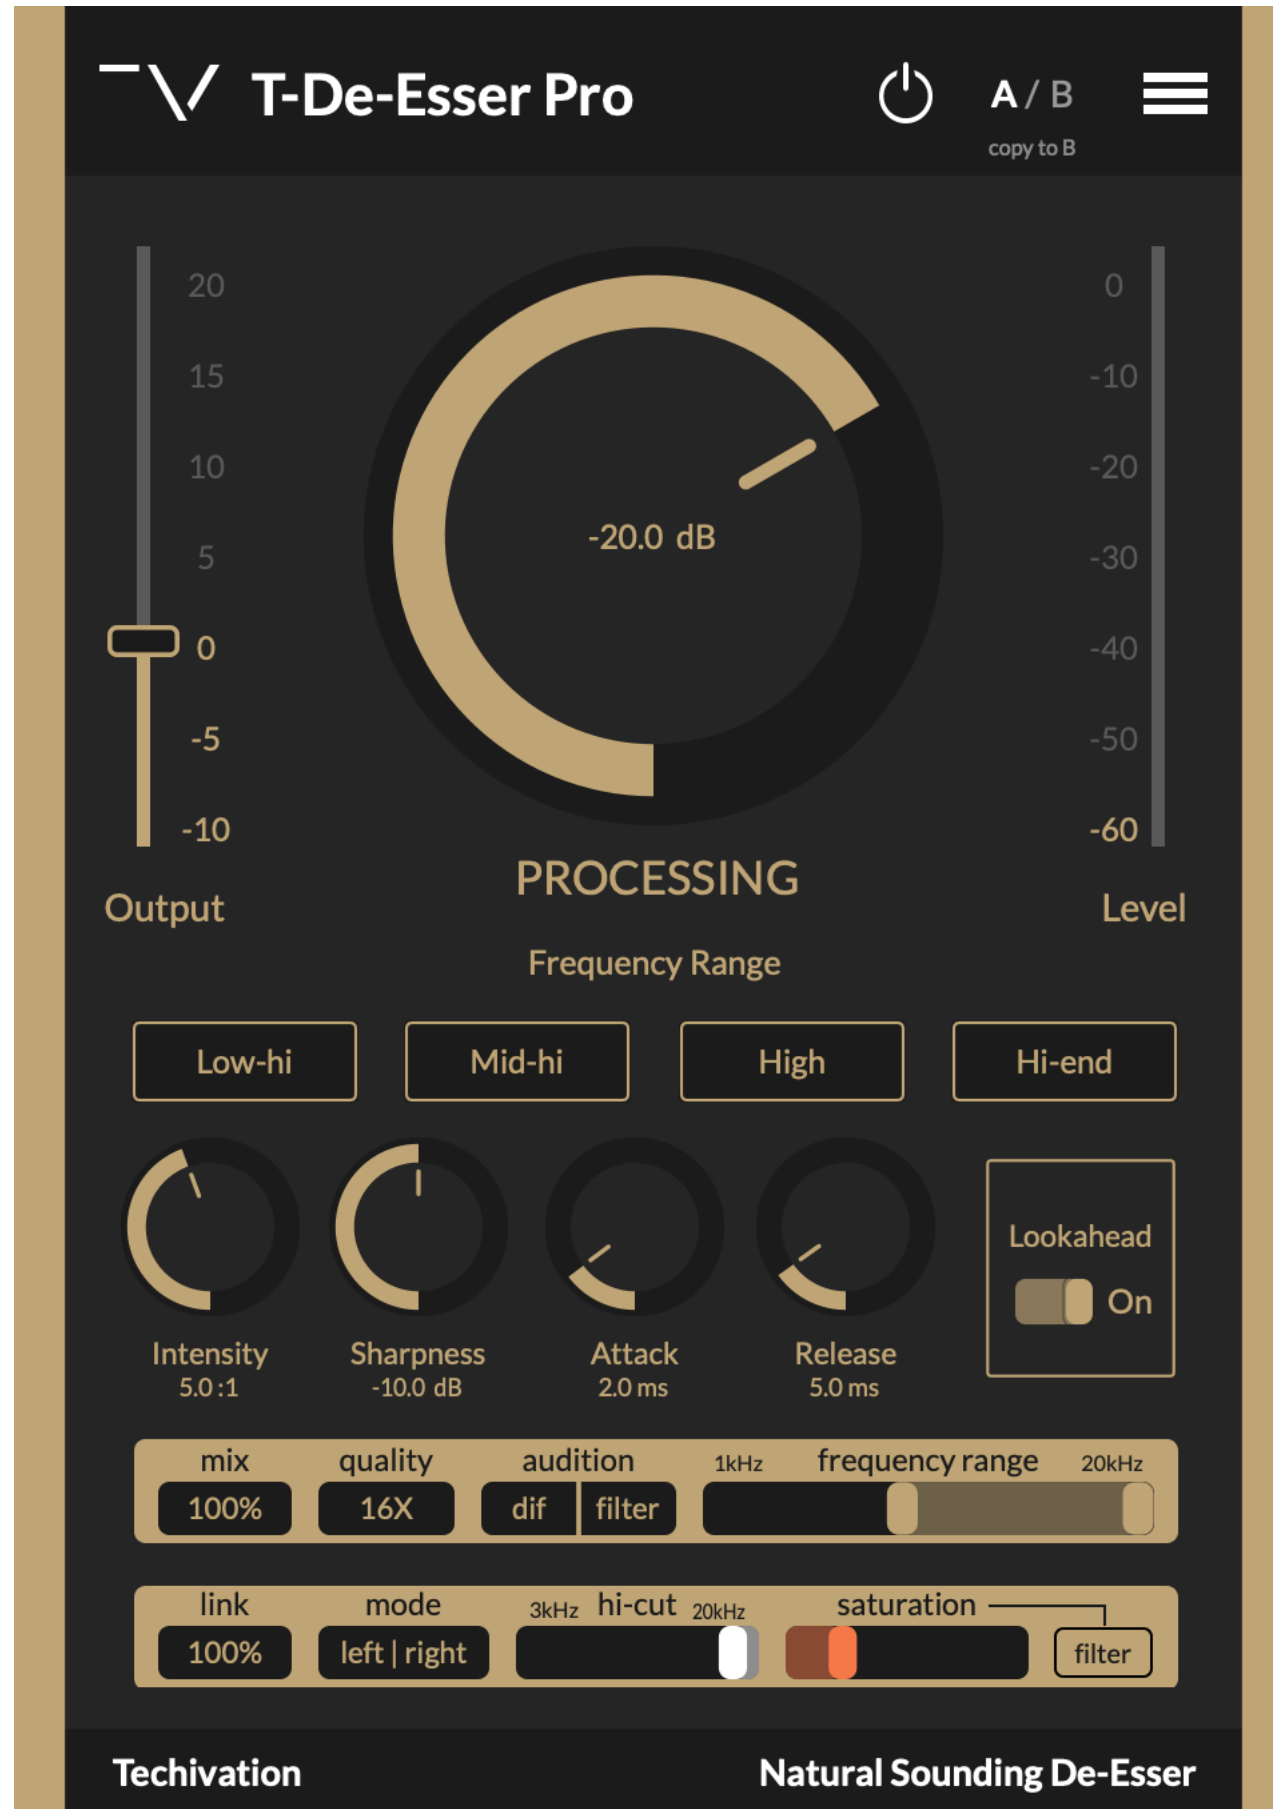 T-De-Esser Pro
A / B
copy to B
20
15
10
5
0
-5
-10
Output
-20.0 dB
PROCESSING
0
-10
-20
-30
-40
-50
-60
Level
Frequency Range
Low-hi
Mid-hi
High
Hi-end
Intensity
5.0 :1
Sharpness
-10.0 dB
Attack
2.0 ms
Release
5.0 ms
Lookahead
On
mix
100%
quality
16X
audition
dif | filter
1kHz frequency range 20kHz
link
100%
mode
left | right
3kHz hi-cut 20kHz
saturation
filter
Techivation
Natural Sounding De-Esser